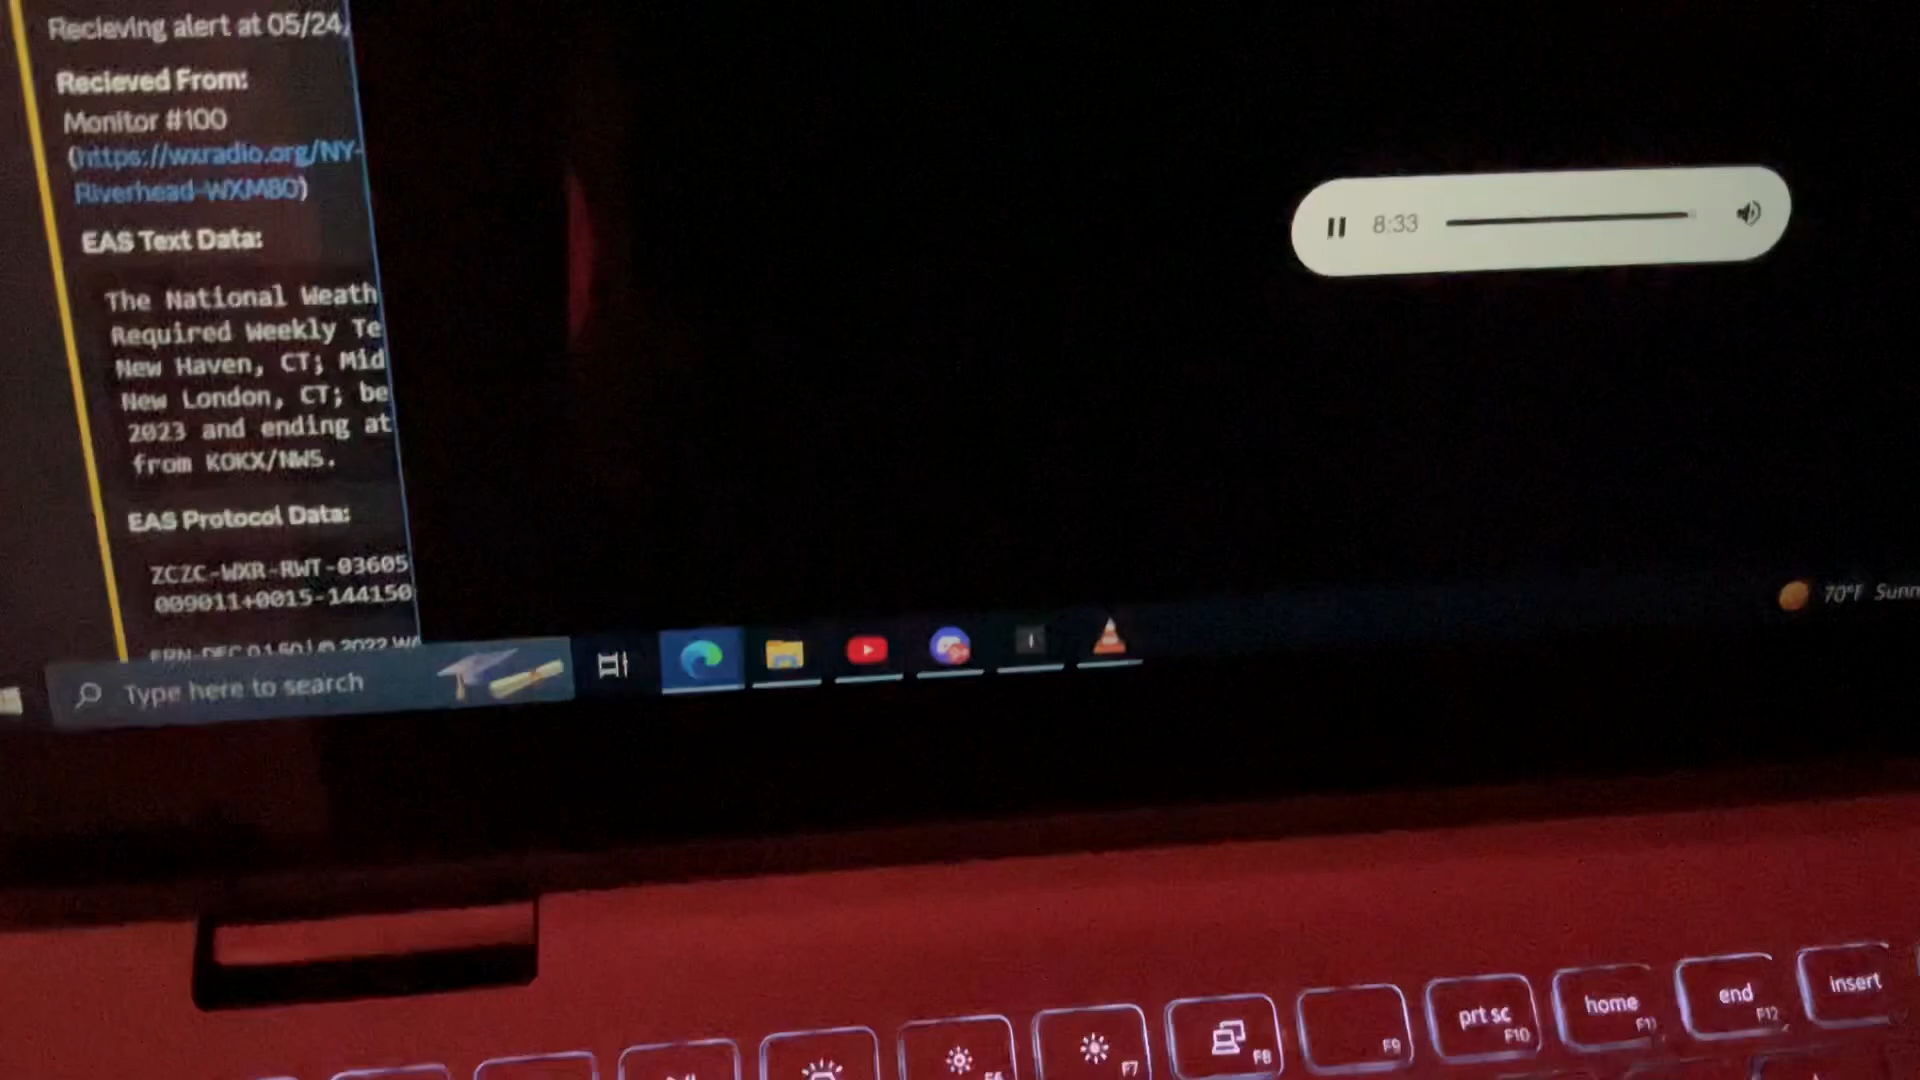 Recieving alert at 05/24,
Recieved From:
Monitor #100
(https://wxradio.org/NY-
Riverhead-WXM80)
EAS Text Data:
The National Weath
Required Weekly Te
New Haven, CT; Mid
New London, CT; be
2023 and ending at
from KOKX/NWS.
EAS Protocol Data:
ZCZC-WXR-RWT-03605
009011+0015-144150
8:33
70°F Sunn
Type here to search
F6
F7
F8
F9
prt sc
F10
home
F11
end
F12
insert